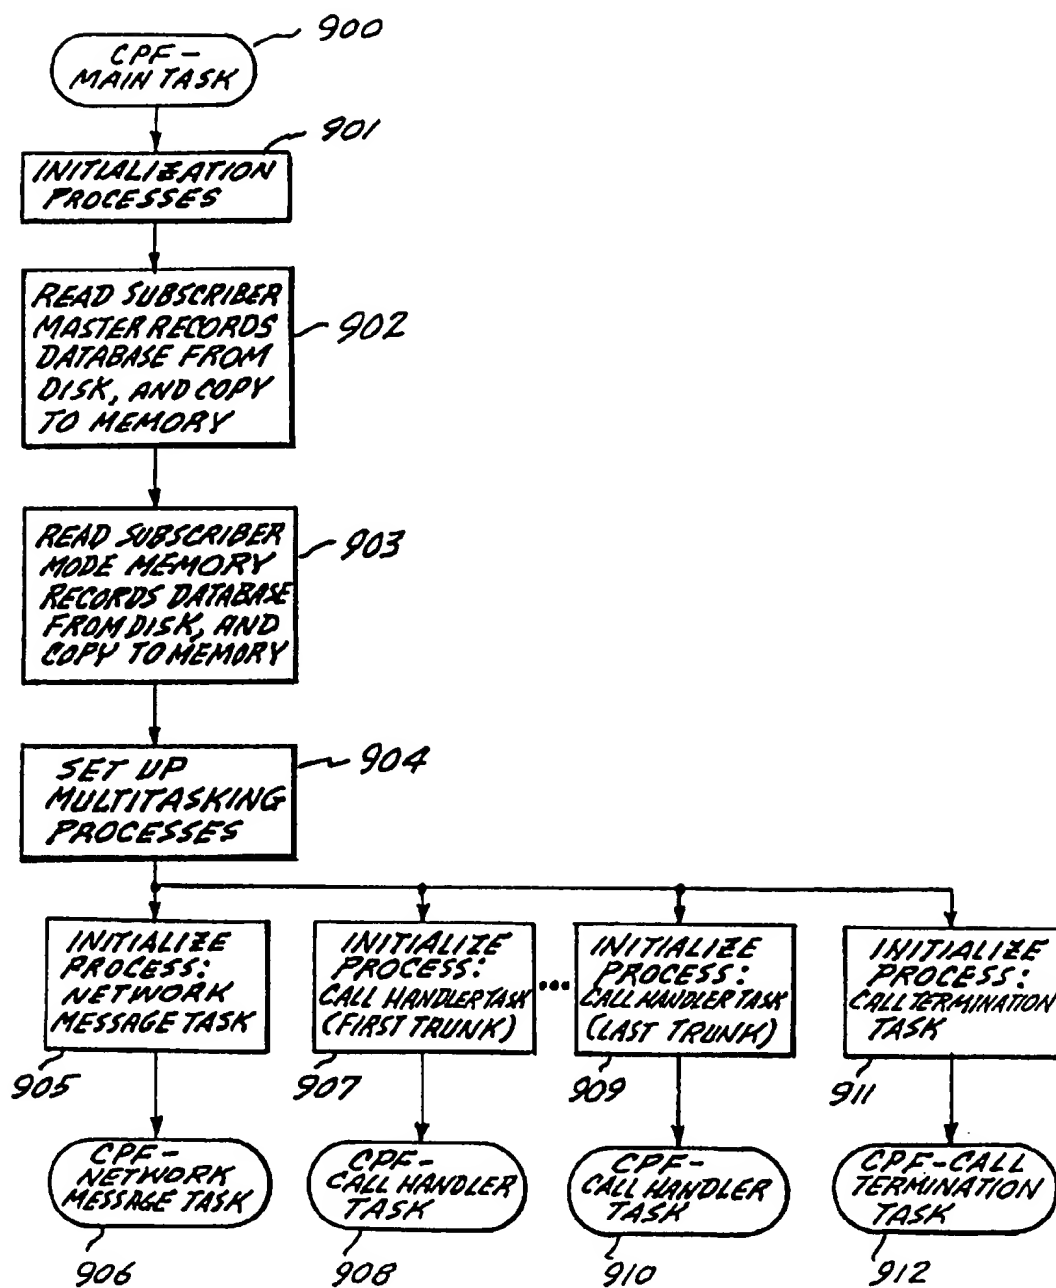 900
CPF-
MAIN TASK
901
INITIALIZATION
PROCESSES
READ SUBSCRIBER
MASTER RECORDS
DATABASE FROM
DISK, AND COPY
TO MEMORY
902
READ SUBSCRIBER
MODE MEMORY
RECORDS DATABASE
FROM DISK, AND
COPY TO MEMORY
903
SET UP
MULTITASKING
PROCESSES
904
INITIALIZE
PROCESS:
NETWORK
MESSAGE TASK
905
INITIALIZE
PROCESS:
CALL HANDLER TASK
(FIRST TRUNK)
907
...
INITIALIZE
PROCESS:
CALL HANDLER TASK
(LAST TRUNK)
909
INITIALIZE
PROCESS:
CALL TERMINATION
TASK
911
CPF-
NETWORK
MESSAGE TASK
906
CPF-
CALL HANDLER
TASK
908
CPF-
CALL HANDLER
TASK
910
CPF-CALL
TERMINATION
TASK
912